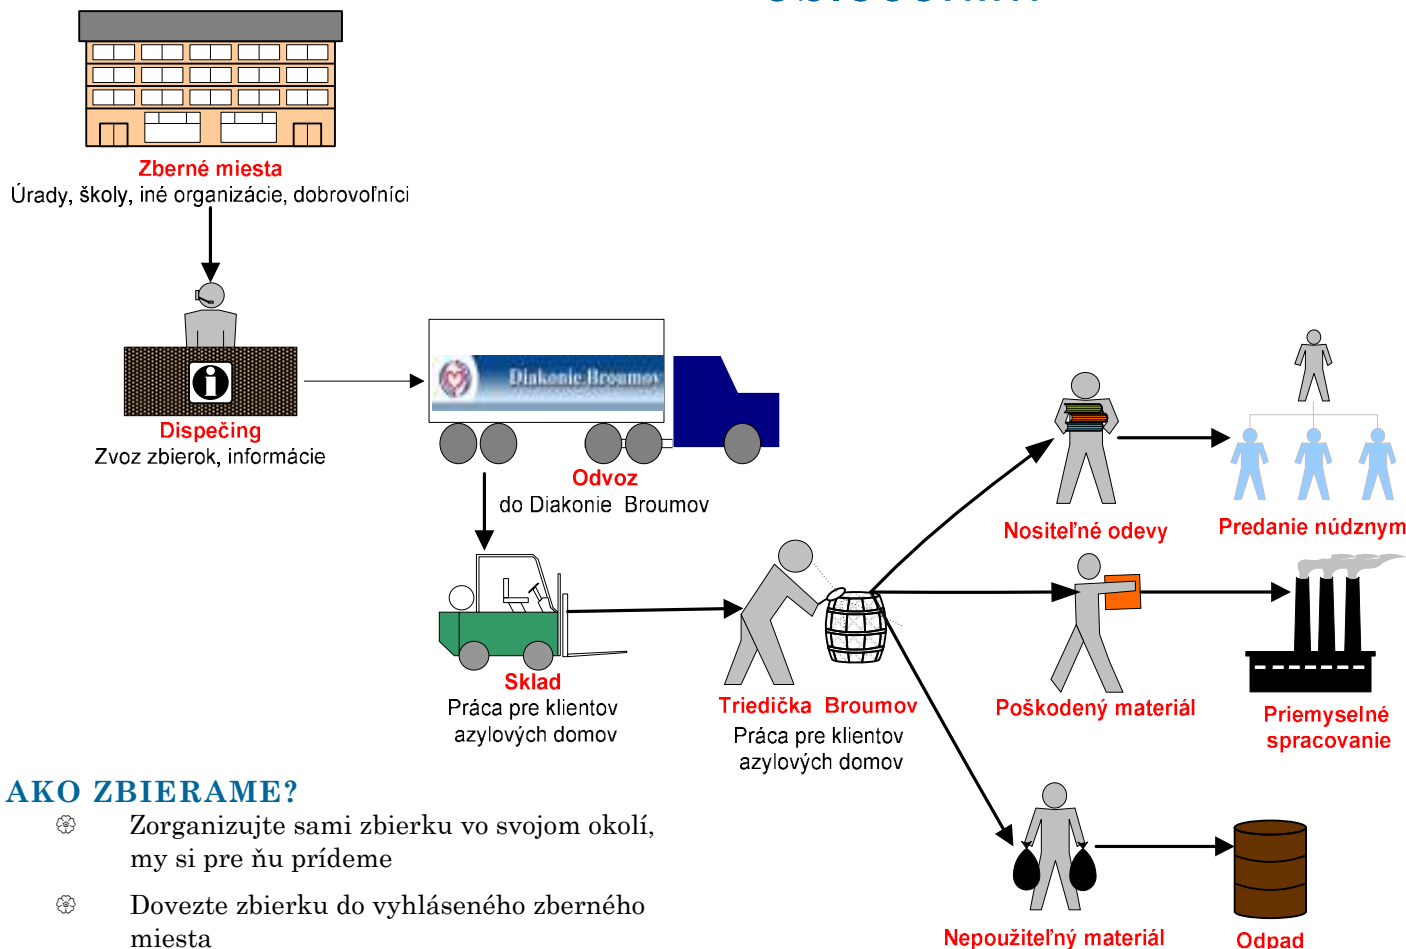 Zberné miesta
Úrady, školy, iné organizácie, dobrovoľníci
Dispečing
Zvoz zbierok, informácie
Diakonie Broumov
Odvoz
do Diakonie Broumov
Sklad
Práca pre klientov
azylových domov
Triedička Broumov
Práca pre klientov
azylových domov
Nositeľné odevy
Predanie núdznym
Poškodený materiál
Priemyselné
spracovanie
Nepoužiteľný materiál
Odpad
AKO ZBIERAME?
Zorganizujte sami zbierku vo svojom okolí,
my si pre ňu prídeme
Dovezte zbierku do vyhláseného zberného
miesta